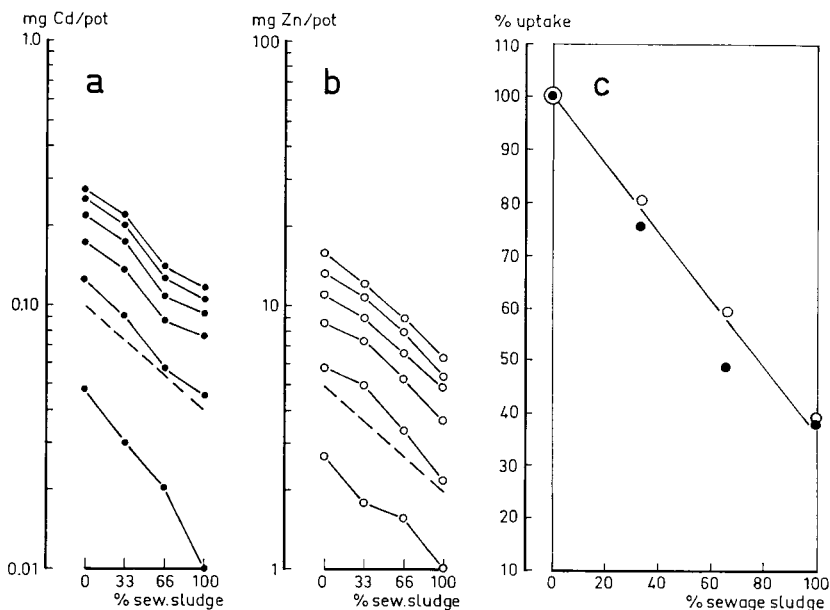 mg Cd/pot
1.0
a
0.10
0.01
0 33 66 100
% sew. sludge
mg Zn/pot
100
b
10
1
0 33 66 100
% sew. sludge
% uptake
110
c
100
90
80
70
60
50
40
30
20
10
0 20 40 60 80 100
% sewage sludge